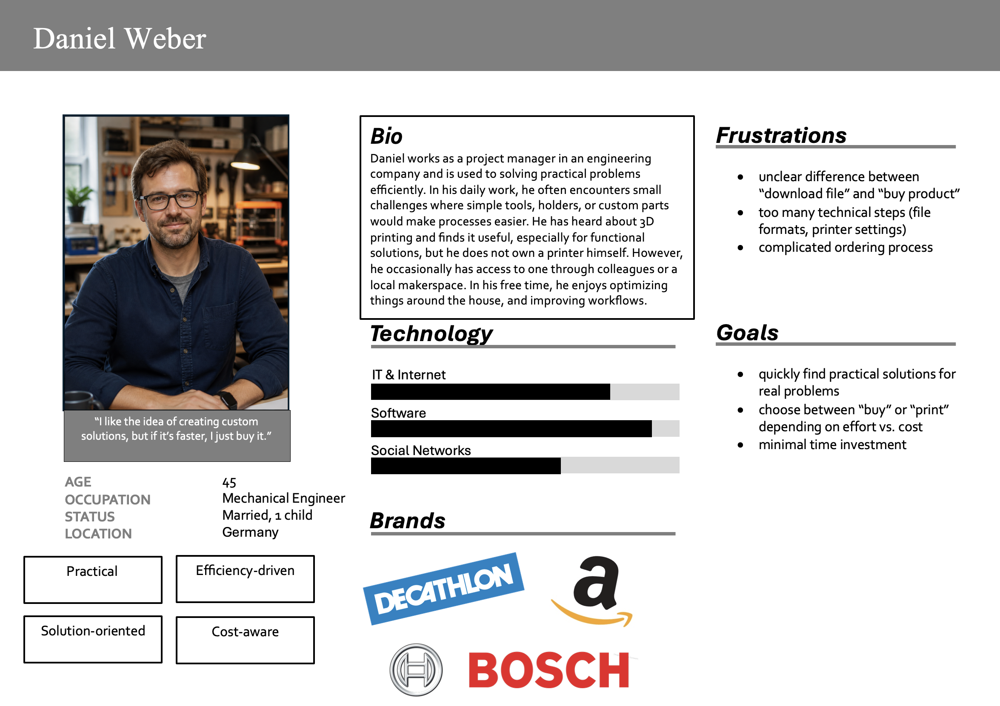 Daniel Weber
“I like the idea of creating custom
solutions, but if it’s faster, I just buy it.”
AGE 45
OCCUPATION Mechanical Engineer
STATUS Married, 1 child
LOCATION Germany
Practical
Efficiency-driven
Solution-oriented
Cost-aware
Bio
Daniel works as a project manager in an engineering
company and is used to solving practical problems
efficiently. In his daily work, he often encounters small
challenges where simple tools, holders, or custom parts
would make processes easier. He has heard about 3D
printing and finds it useful, especially for functional
solutions, but he does not own a printer himself. However,
he occasionally has access to one through colleagues or a
local makerspace. In his free time, he enjoys optimizing
things around the house, and improving workflows.
Technology
IT & Internet
Software
Social Networks
Brands
DECATHLON
a
BOSCH
Frustrations
• unclear difference between
“download file” and “buy product”
• too many technical steps (file
formats, printer settings)
• complicated ordering process
Goals
• quickly find practical solutions for
real problems
• choose between “buy” or “print”
depending on effort vs. cost
• minimal time investment